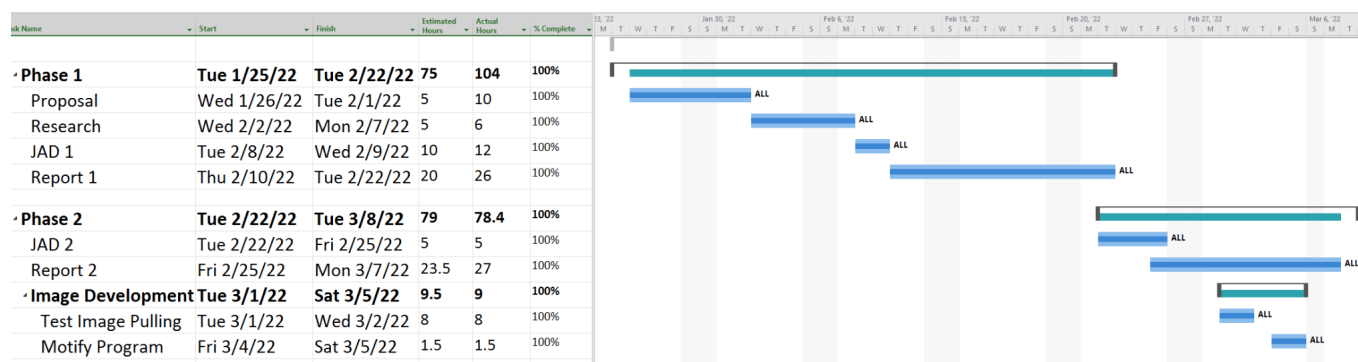 sk Name Start Finish Estimated Hours Actual Hours % Complete
23, '22 Jan 30, '22 Feb 6, '22 Feb 13, '22 Feb 20, '22 Feb 27, '22 Mar 6, '22
M T W T F S S M T W T F S S M T W T F S S M T W T F S S M T W T F S S M T W T F S S M T
Phase 1 Tue 1/25/22 Tue 2/22/22 75 104 100%
Proposal Wed 1/26/22 Tue 2/1/22 5 10 100% ALL
Research Wed 2/2/22 Mon 2/7/22 5 6 100% ALL
JAD 1 Tue 2/8/22 Wed 2/9/22 10 12 100% ALL
Report 1 Thu 2/10/22 Tue 2/22/22 20 26 100% ALL
Phase 2 Tue 2/22/22 Tue 3/8/22 79 78.4 100%
JAD 2 Tue 2/22/22 Fri 2/25/22 5 5 100% ALL
Report 2 Fri 2/25/22 Mon 3/7/22 23.5 27 100% ALL
Image Development Tue 3/1/22 Sat 3/5/22 9.5 9 100%
Test Image Pulling Tue 3/1/22 Wed 3/2/22 8 8 100% ALL
Motify Program Fri 3/4/22 Sat 3/5/22 1.5 1.5 100% ALL